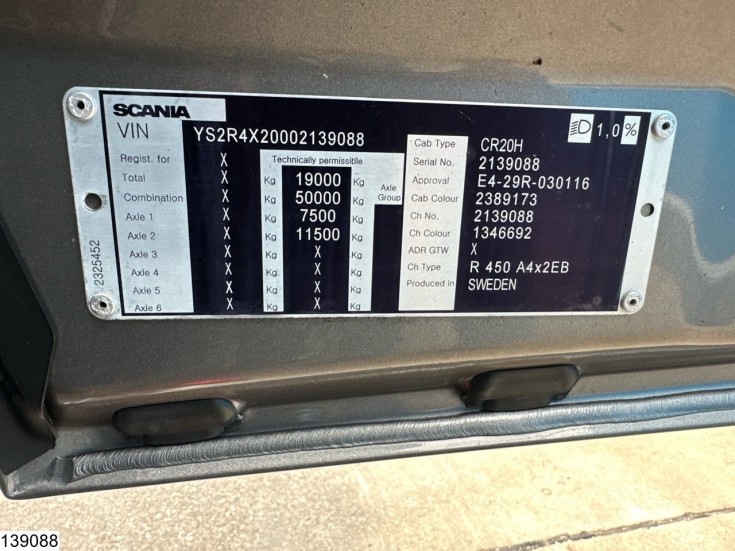 SCANIA
VIN YS2R4X20002139088
1,0%
Regist. for X Technically permissible
Total X Kg 19000 Kg Axle Group
Combination X Kg 50000 Kg
Axle 1 X Kg 7500 Kg
Axle 2 X Kg 11500 Kg
Axle 3 X Kg X Kg
Axle 4 X Kg X Kg
Axle 5 X Kg X Kg
Axle 6 X Kg X Kg
Cab Type CR20H
Serial No. 2139088
Approval E4-29R-030116
Cab Colour 2389173
Ch No. 2139088
Ch Colour 1346692
ADR GTW X
Ch Type R 450 A4x2EB
Produced in SWEDEN
2325452
139088